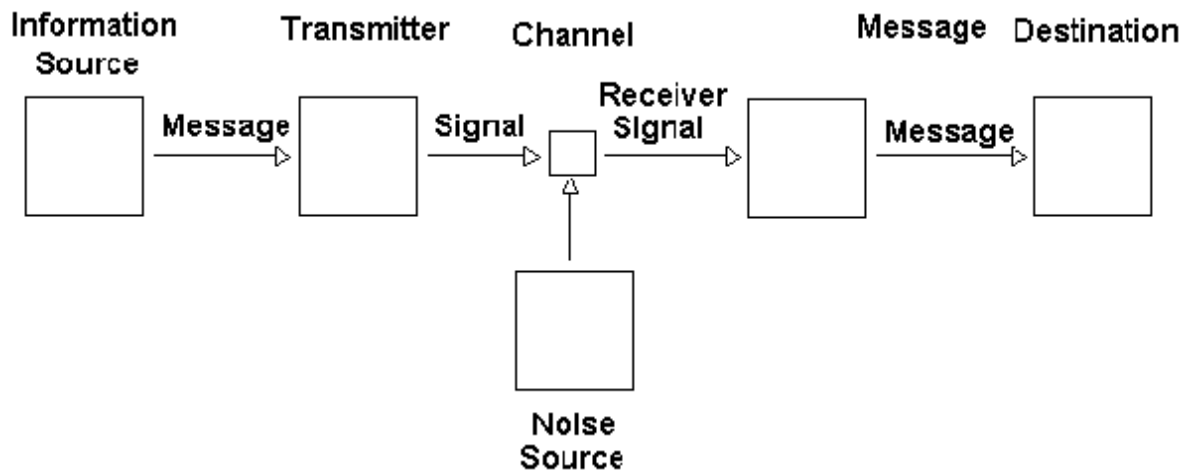 Information
Source
Transmitter
Channel
Message
Destination
Message
Signal
Receiver
Signal
Message
Noise
Source